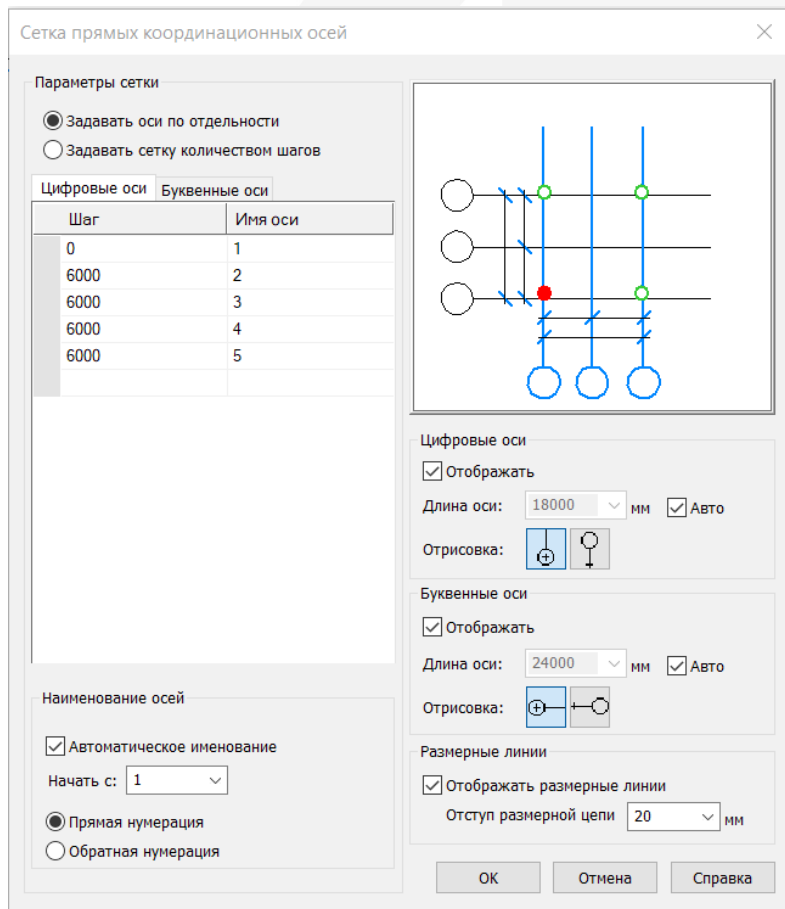 Сетка прямых координационных осей
Параметры сетки
Задавать оси по отдельности
Задавать сетку количеством шагов
Цифровые оси Буквенные оси
Шаг Имя оси
0 1
6000 2
6000 3
6000 4
6000 5
Наименование осей
Автоматическое именование
Начать с: 1
Прямая нумерация
Обратная нумерация
Цифровые оси
Отображать
Длина оси: 18000 мм Авто
Отрисовка:
Буквенные оси
Отображать
Длина оси: 24000 мм Авто
Отрисовка:
Размерные линии
Отображать размерные линии
Отступ размерной цепи 20 мм
ОК Отмена Справка